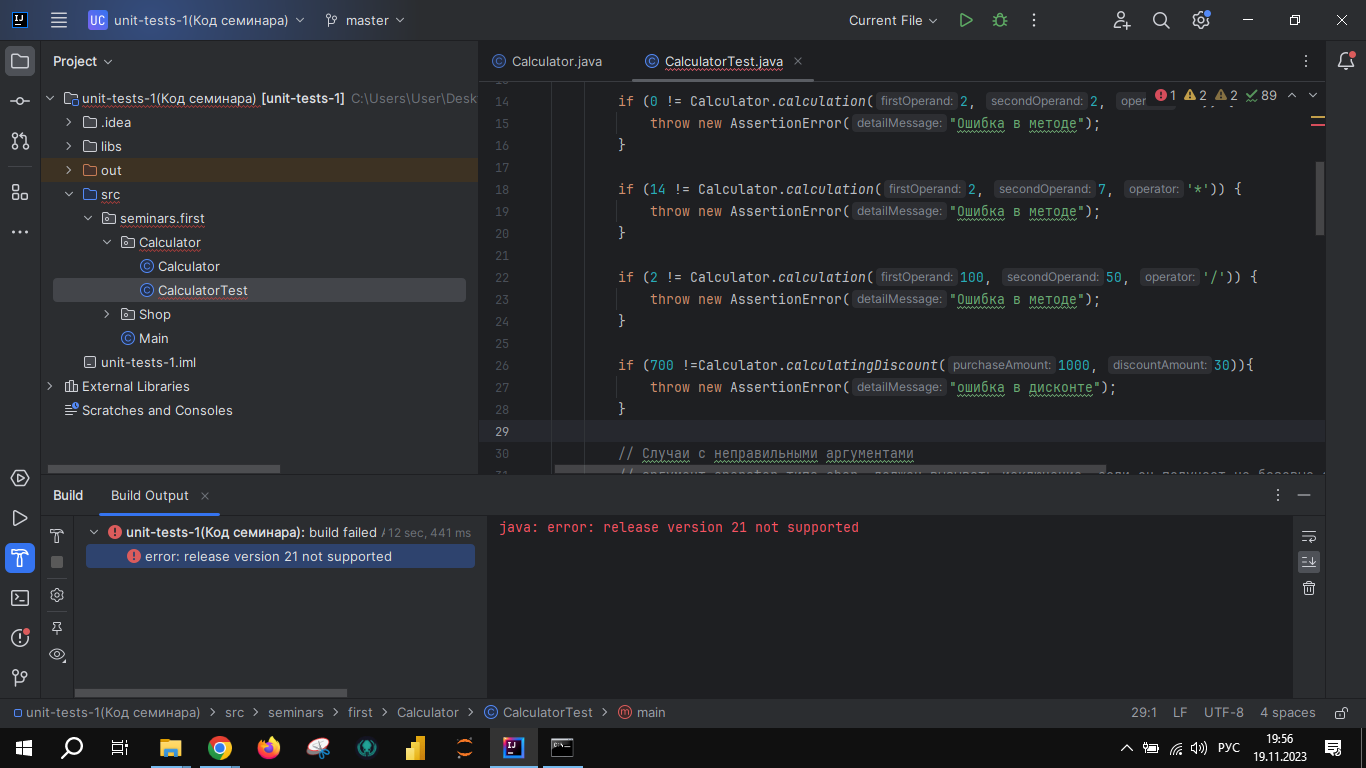 UC unit-tests-1(Код семинара) master Current File
Project
Calculator.java CalculatorTest.java
unit-tests-1(Код семинара) [unit-tests-1] C:\Users\User\Desk
.idea
libs
out
src
seminars.first
Calculator
Calculator
CalculatorTest
Shop
Main
unit-tests-1.iml
External Libraries
Scratches and Consoles
1 2 2 89
14 if (0 != Calculator.calculation( firstOperand: 2, secondOperand: 2, oper
15 throw new AssertionError( detailMessage: "Ошибка в методе");
16 }
17
18 if (14 != Calculator.calculation( firstOperand: 2, secondOperand: 7, operator: '*')) {
19 throw new AssertionError( detailMessage: "Ошибка в методе");
20 }
21
22 if (2 != Calculator.calculation( firstOperand: 100, secondOperand: 50, operator: '/')) {
23 throw new AssertionError( detailMessage: "Ошибка в методе");
24 }
25
26 if (700 !=Calculator.calculatingDiscount( purchaseAmount: 1000, discountAmount: 30)){
27 throw new AssertionError( detailMessage: "ошибка в дисконте");
28 }
29
30 // Случаи с неправильными аргументами
Build Build Output
unit-tests-1(Код семинара): build failed 12 sec, 441 ms
error: release version 21 not supported
java: error: release version 21 not supported
unit-tests-1(Код семинара) > src > seminars > first > Calculator > CalculatorTest > main 29:1 LF UTF-8 4 spaces
РУС
19:56
19.11.2023